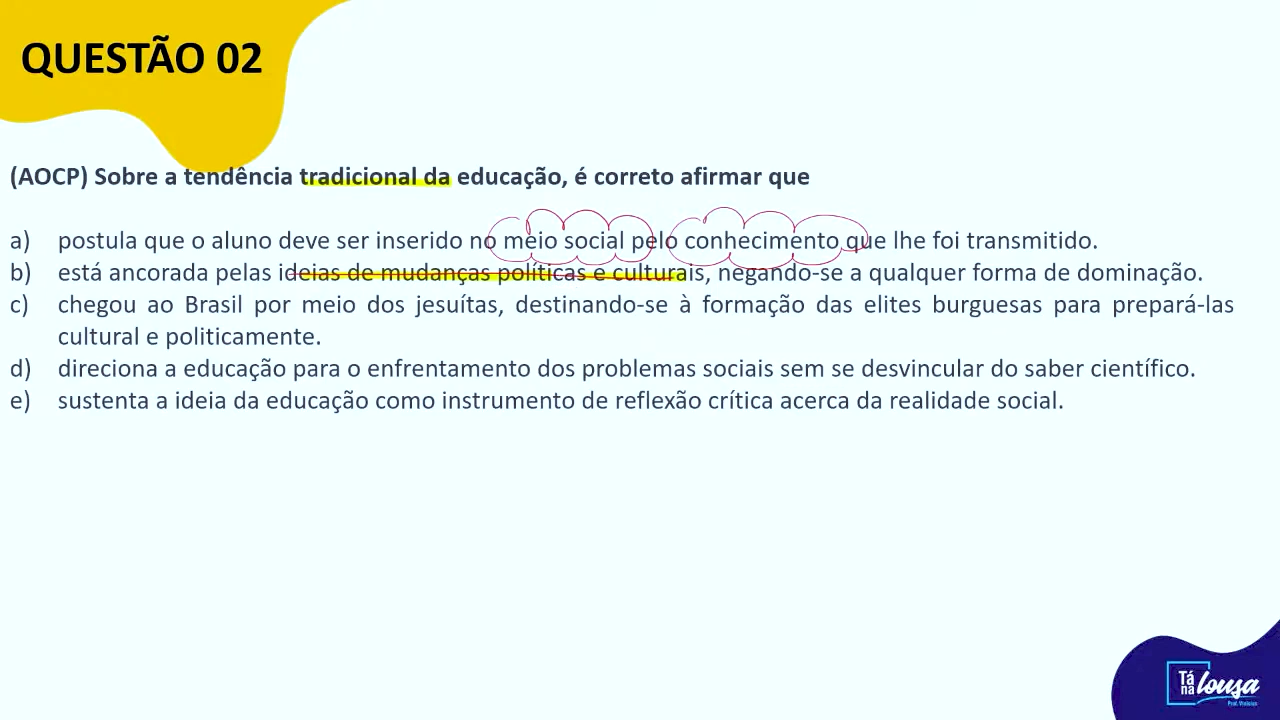 QUESTÃO 02
(AOCP) Sobre a tendência tradicional da educação, é correto afirmar que
a) postula que o aluno deve ser inserido no meio social pelo conhecimento que lhe foi transmitido.
b) está ancorada pelas ideias de mudanças políticas e culturais, negando-se a qualquer forma de dominação.
c) chegou ao Brasil por meio dos jesuítas, destinando-se à formação das elites burguesas para prepará-las
cultural e politicamente.
d) direciona a educação para o enfrentamento dos problemas sociais sem se desvincular do saber científico.
e) sustenta a ideia da educação como instrumento de reflexão crítica acerca da realidade social.
Tá
na lousa
Prof. Vinícius